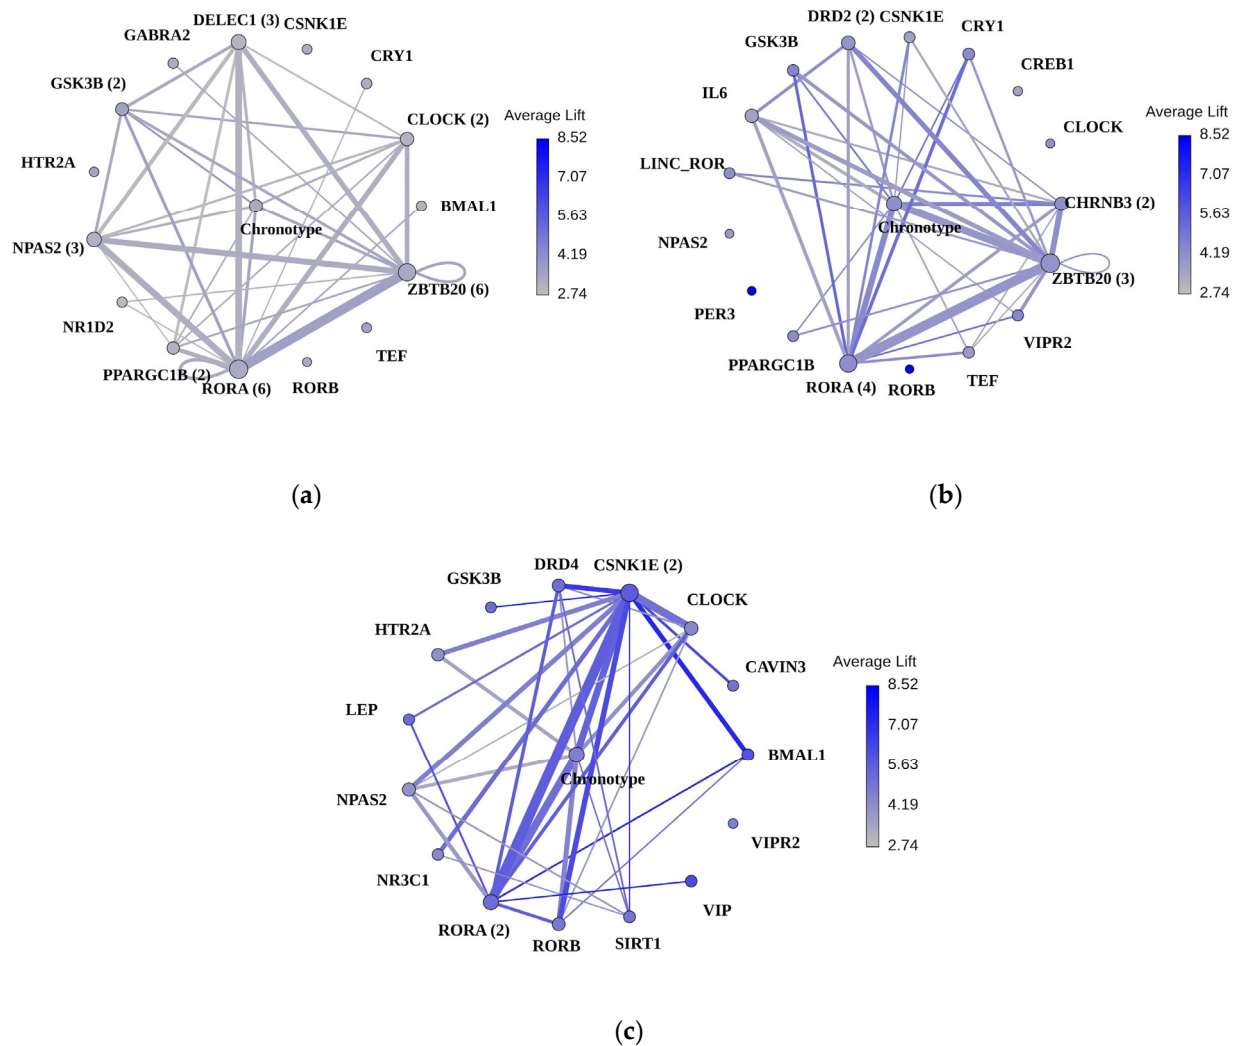 DELEC1 (3)
CSNK1E
GABRA2
CRY1
GSK3B (2)
CLOCK (2)
HTR2A
BMAL1
Chronotype
NPAS2 (3)
ZBTB20 (6)
NR1D2
TEF
PPARGC1B (2)
RORA (6)
RORB
Average Lift
8.52
7.07
5.63
4.19
2.74
(a)
DRD2 (2)
CSNK1E
CRY1
GSK3B
CREB1
IL6
CLOCK
LINC_ROR
CHRNB3 (2)
Chronotype
NPAS2
ZBTB20 (3)
PER3
VIPR2
PPARGC1B
TEF
RORA (4)
RORB
Average Lift
8.52
7.07
5.63
4.19
2.74
(b)
DRD4
CSNK1E (2)
GSK3B
CLOCK
HTR2A
CAVIN3
LEP
BMAL1
Chronotype
NPAS2
VIPR2
NR3C1
VIP
RORA (2)
RORB
SIRT1
Average Lift
8.52
7.07
5.63
4.19
2.74
(c)